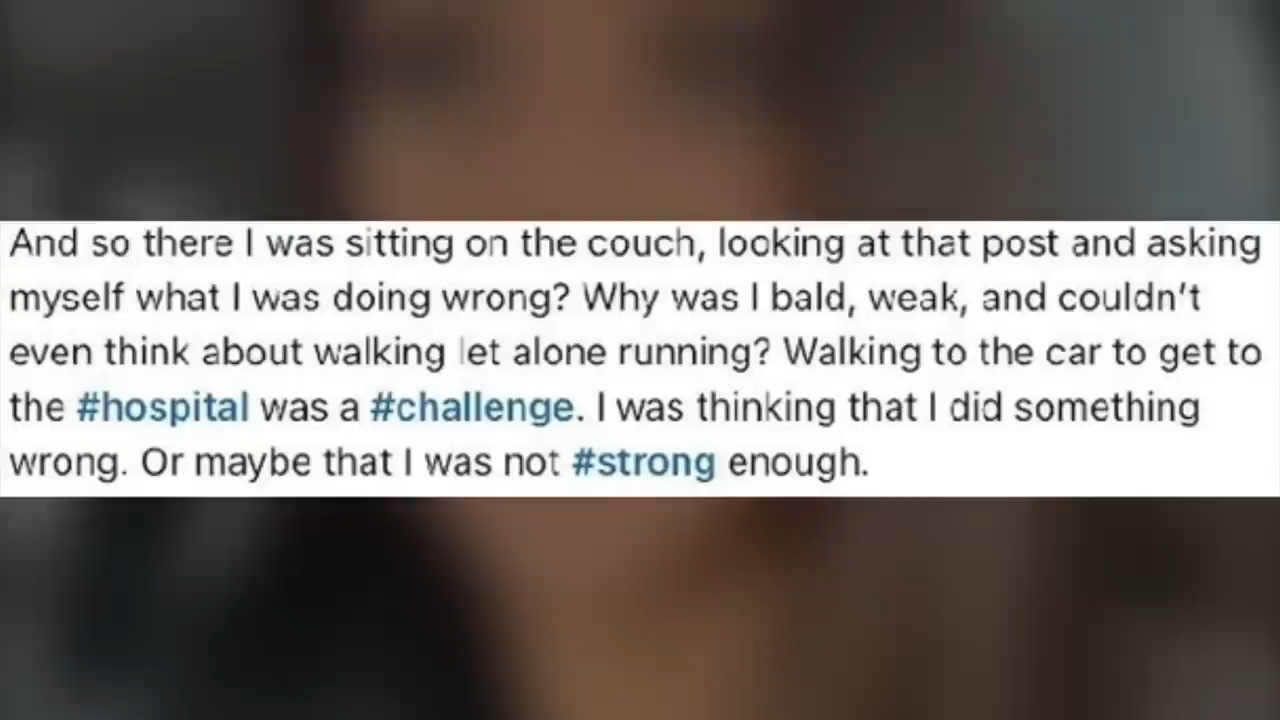 And so there I was sitting on the couch, looking at that post and asking
myself what I was doing wrong? Why was I bald, weak, and couldn't
even think about walking let alone running? Walking to the car to get to
the #hospital was a #challenge. I was thinking that I did something
wrong. Or maybe that I was not #strong enough.